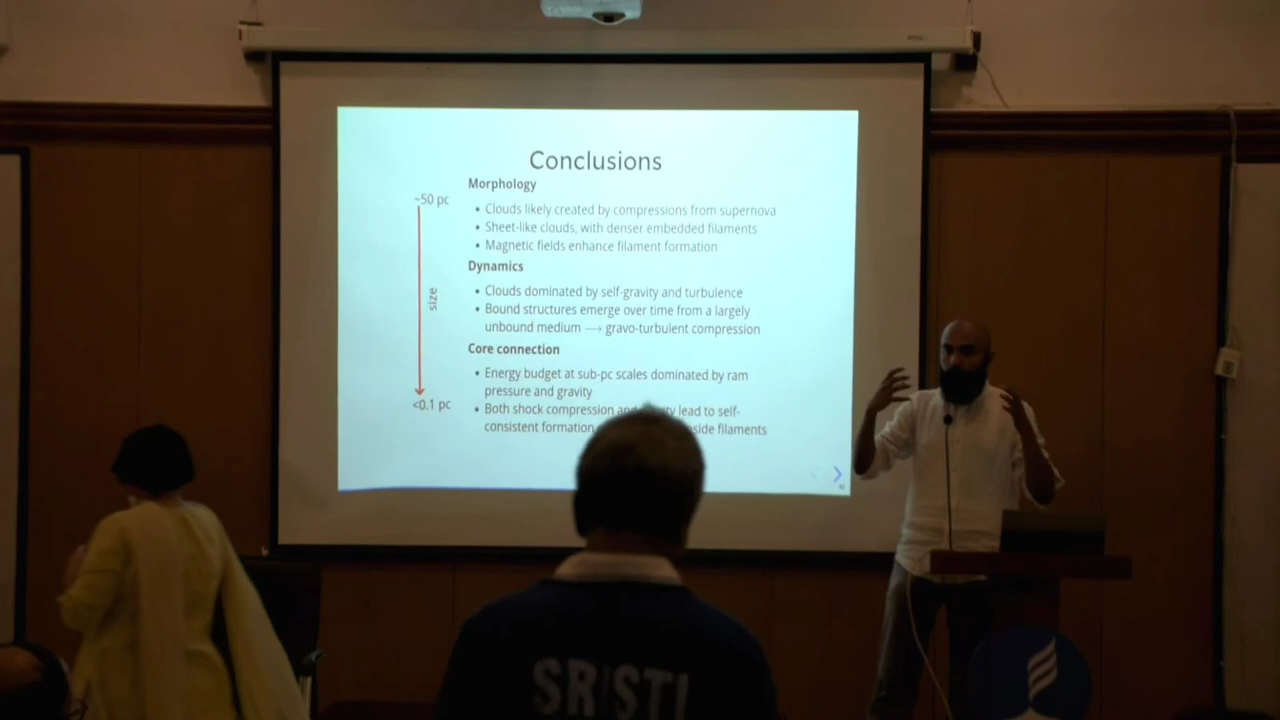 Conclusions
Morphology
~50 pc
• Clouds likely created by compressions from supernova
• Sheet-like clouds, with denser embedded filaments
• Magnetic fields enhance filament formation
Dynamics
size
• Clouds dominated by self-gravity and turbulence
• Bound structures emerge over time from a largely
unbound medium → gravo-turbulent compression
Core connection
• Energy budget at sub-pc scales dominated by ram
pressure and gravity
<0.1 pc
• Both shock compression and lead to self-
consistent formation filaments
SRISTI